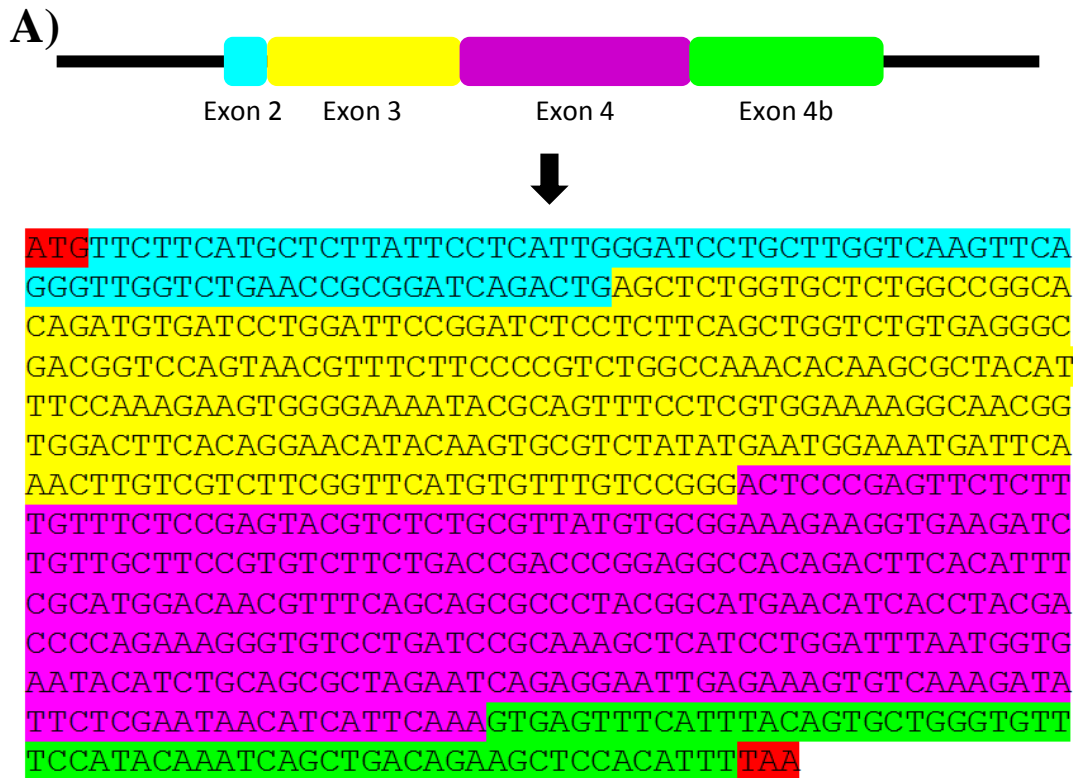 A)
Exon 2 Exon 3 Exon 4 Exon 4b
ATGTTCTTCATGCTCTTATTCCTCATTGGGATCCTGCTTGGTCAAGTTCA
GGGTTGGTCTGAACCGCGGATCAGACTGAGCTCTGGTGCTCTGGCCGGCA
CAGATGTGATCCTGGATTCCGGATCTCCTCTTCAGCTGGTCTGTGAGGGC
GACGGTCCAGTAACGTTTCTTCCCCGTCTGGCCAAACACAAGCGCTACAT
TTCCAAAGAAGTGGGGAAAATACGCAGTTTCCTCGTGGAAAAGGCAACGG
TGGACTTCACAGGAACATACAAGTGCGTCTATATGAATGGAAATGATTCA
AACTTGTCGTCTTCGGTTCATGTGTTTGTCCGGGACTCCCGAGTTCTCTT
TGTTTCTCCGAGTACGTCTCTGCGTTATGTGCGGAAAGAAGGTGAAGATC
TGTTGCTTCCGTGTCTTCTGACCGACCCGGAGGCCACAGACTTCACATTT
CGCATGGACAACGTTTCAGCAGCGCCCTACGGCATGAACATCACCTACGA
CCCCAGAAAGGGTGTCCTGATCCGCAAAGCTCATCCTGGATTTAATGGTG
AATACATCTGCAGCGCTAGAATCAGAGGAATTGAGAAAGTGTCAAAGATA
TTCTCGAATAACATCATTCAAAGTGAGTTTCATTTACAGTGCTGGGTGTT
TCCATACAAATCAGCTGACAGAAGCTCCACATTTTAA